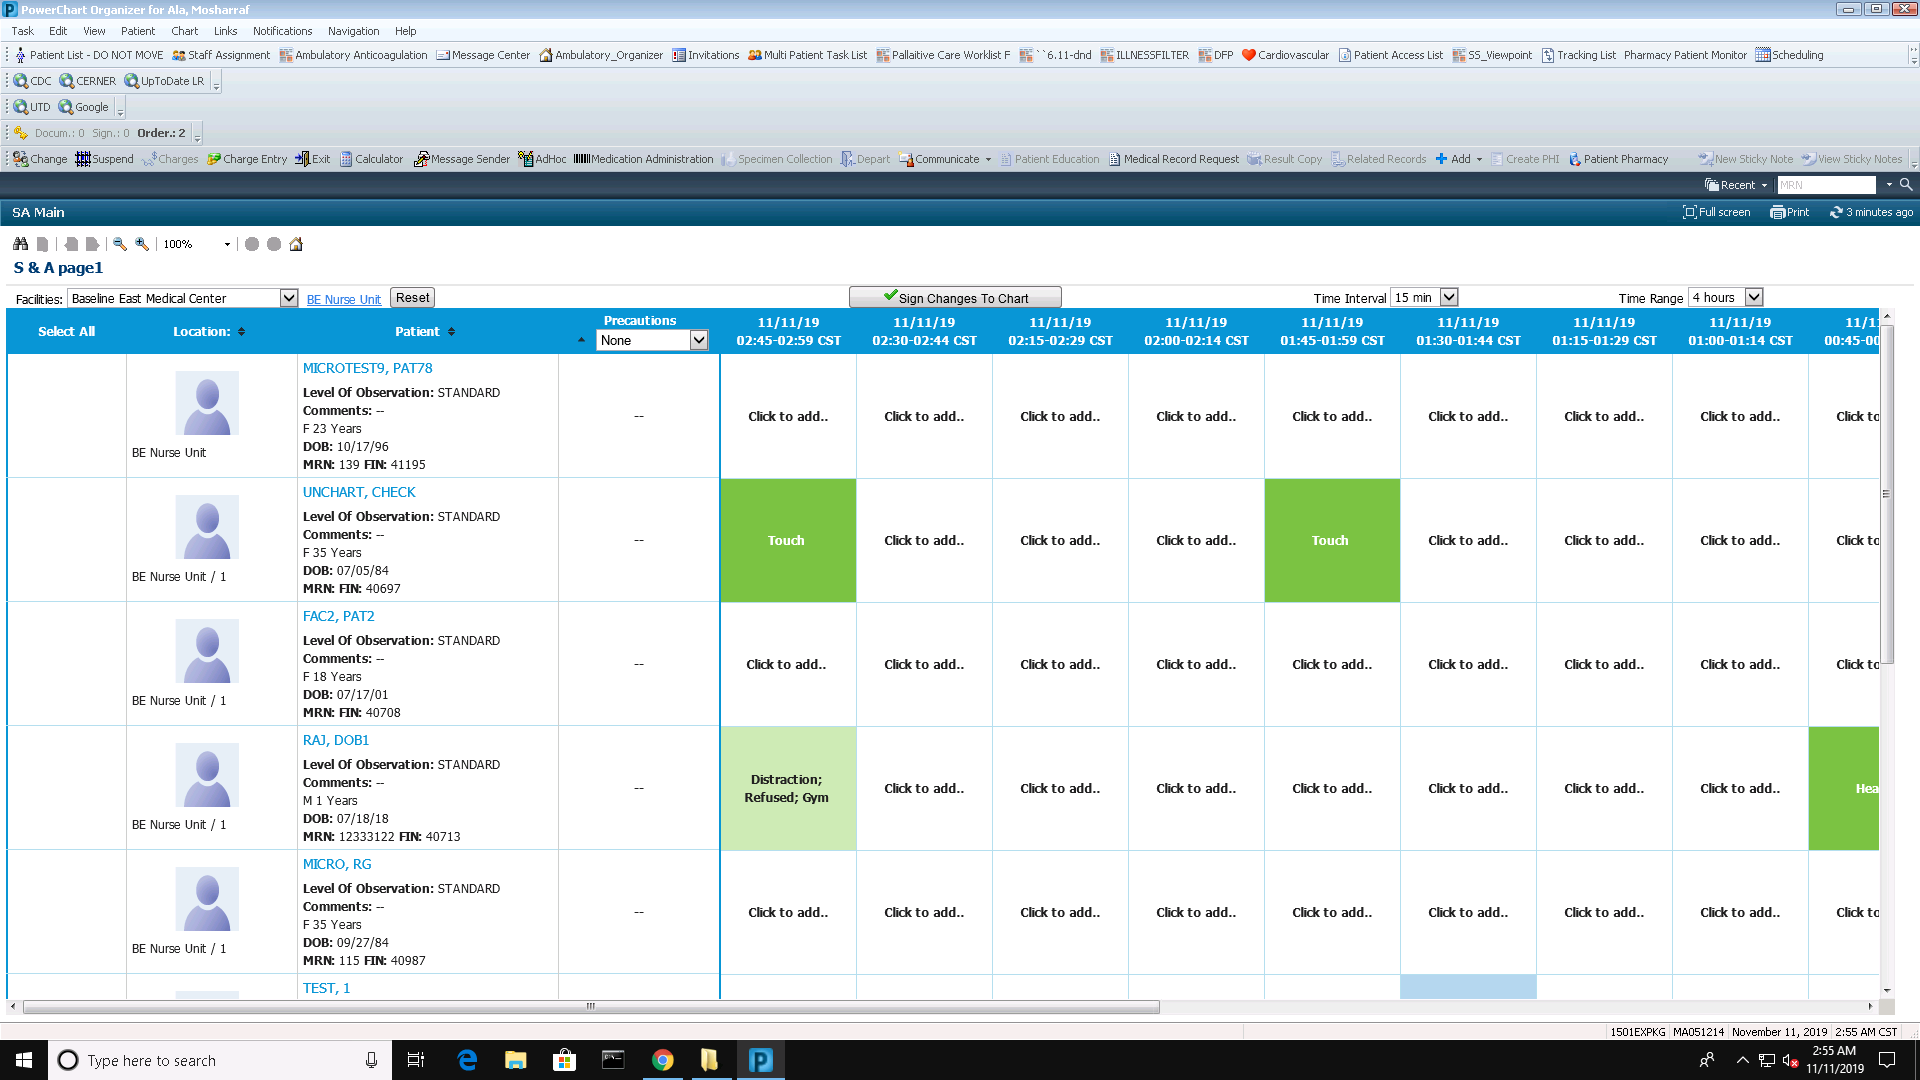 PowerChart Organizer for Ala, Mosharraf
Task Edit View Patient Chart Links Notifications Navigation Help
Patient List - DO NOT MOVE Staff Assignment Ambulatory Anticoagulation Message Center Ambulatory_Organizer Invitations Multi Patient Task List Pallaitive Care Worklist F ``6.11-dnd ILLNESSFILTER DFP Cardiovascular Patient Access List SS_Viewpoint Tracking List Pharmacy Patient Monitor Scheduling
CDC CERNER UpToDate LR
UTD Google
Docum.: 0 Sign.: 0 Order.: 2
Change Suspend Charges Charge Entry Exit Calculator Message Sender AdHoc Medication Administration Specimen Collection Depart Communicate Patient Education Medical Record Request Result Copy Related Records Add Create PHI Patient Pharmacy New Sticky Note View Sticky Notes
Recent MRN
SA Main Full screen Print 3 minutes ago
100%
S & A page1
Facilities: Baseline East Medical Center BE Nurse Unit Reset Sign Changes To Chart Time Interval 15 min Time Range 4 hours
Select All Location: Patient Precautions None
11/11/19 11/11/19 11/11/19 11/11/19 11/11/19 11/11/19 11/11/19 11/11/19 11/1
02:45-02:59 CST 02:30-02:44 CST 02:15-02:29 CST 02:00-02:14 CST 01:45-01:59 CST 01:30-01:44 CST 01:15-01:29 CST 01:00-01:14 CST 00:45-00
MICROTEST9, PAT78
Level Of Observation: STANDARD
Comments: --
F 23 Years
DOB: 10/17/96
MRN: 139 FIN: 41195
BE Nurse Unit
-- Click to add.. Click to add.. Click to add.. Click to add.. Click to add.. Click to add.. Click to add.. Click to add.. Click to
UNCHART, CHECK
Level Of Observation: STANDARD
Comments: --
F 35 Years
DOB: 07/05/84
MRN: FIN: 40697
BE Nurse Unit / 1
-- Touch Click to add.. Click to add.. Click to add.. Touch Click to add.. Click to add.. Click to add.. Click to
FAC2, PAT2
Level Of Observation: STANDARD
Comments: --
F 18 Years
DOB: 07/17/01
MRN: FIN: 40708
BE Nurse Unit / 1
-- Click to add.. Click to add.. Click to add.. Click to add.. Click to add.. Click to add.. Click to add.. Click to add.. Click to
RAJ, DOB1
Level Of Observation: STANDARD
Comments: --
M 1 Years
DOB: 07/18/18
MRN: 12333122 FIN: 40713
BE Nurse Unit / 1
-- Distraction; Refused; Gym Click to add.. Click to add.. Click to add.. Click to add.. Click to add.. Click to add.. Click to add.. Hea
MICRO, RG
Level Of Observation: STANDARD
Comments: --
F 35 Years
DOB: 09/27/84
MRN: 115 FIN: 40987
BE Nurse Unit / 1
-- Click to add.. Click to add.. Click to add.. Click to add.. Click to add.. Click to add.. Click to add.. Click to add.. Click to
TEST, 1
1501EXPKG MA051214 November 11, 2019 2:55 AM CST
Type here to search
2:55 AM
11/11/2019